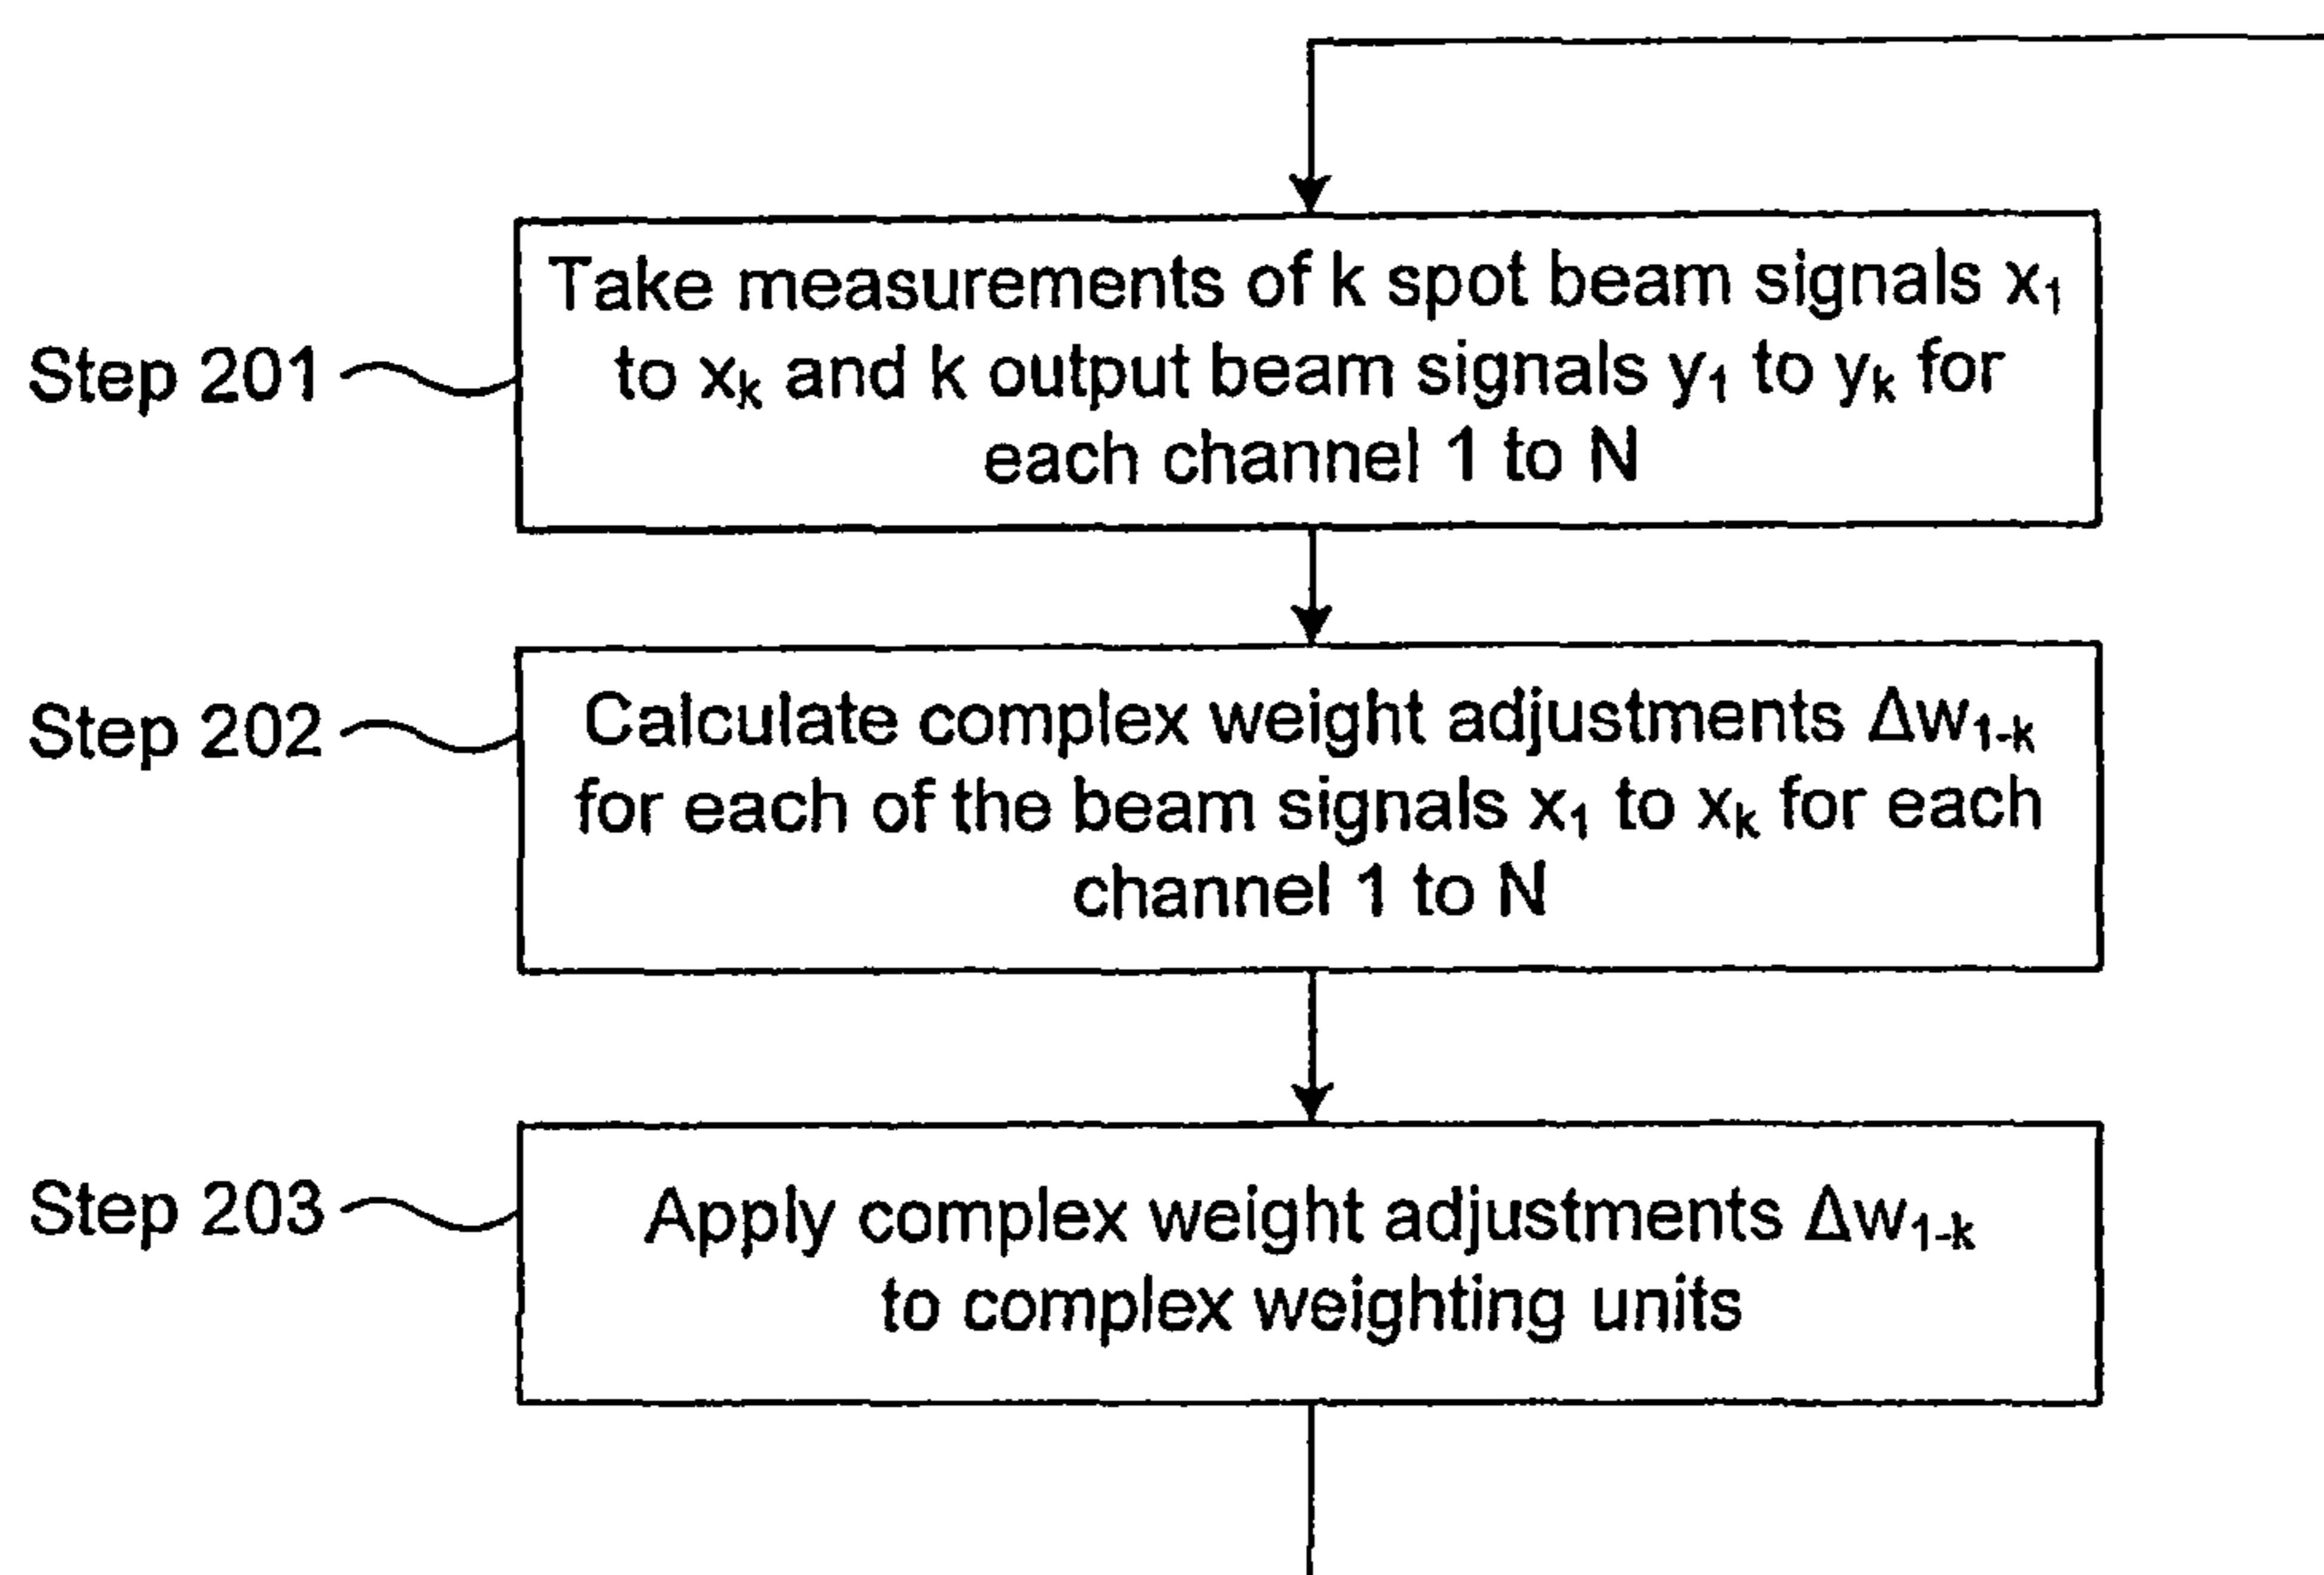 Take measurements of k spot beam signals x₁
Step 201
to xₖ and k output beam signals y₁ to yₖ for
each channel 1 to N
Step 202
Calculate complex weight adjustments Δw₁₋ₖ
for each of the beam signals x₁ to xₖ for each
channel 1 to N
Step 203
Apply complex weight adjustments Δw₁₋ₖ
to complex weighting units